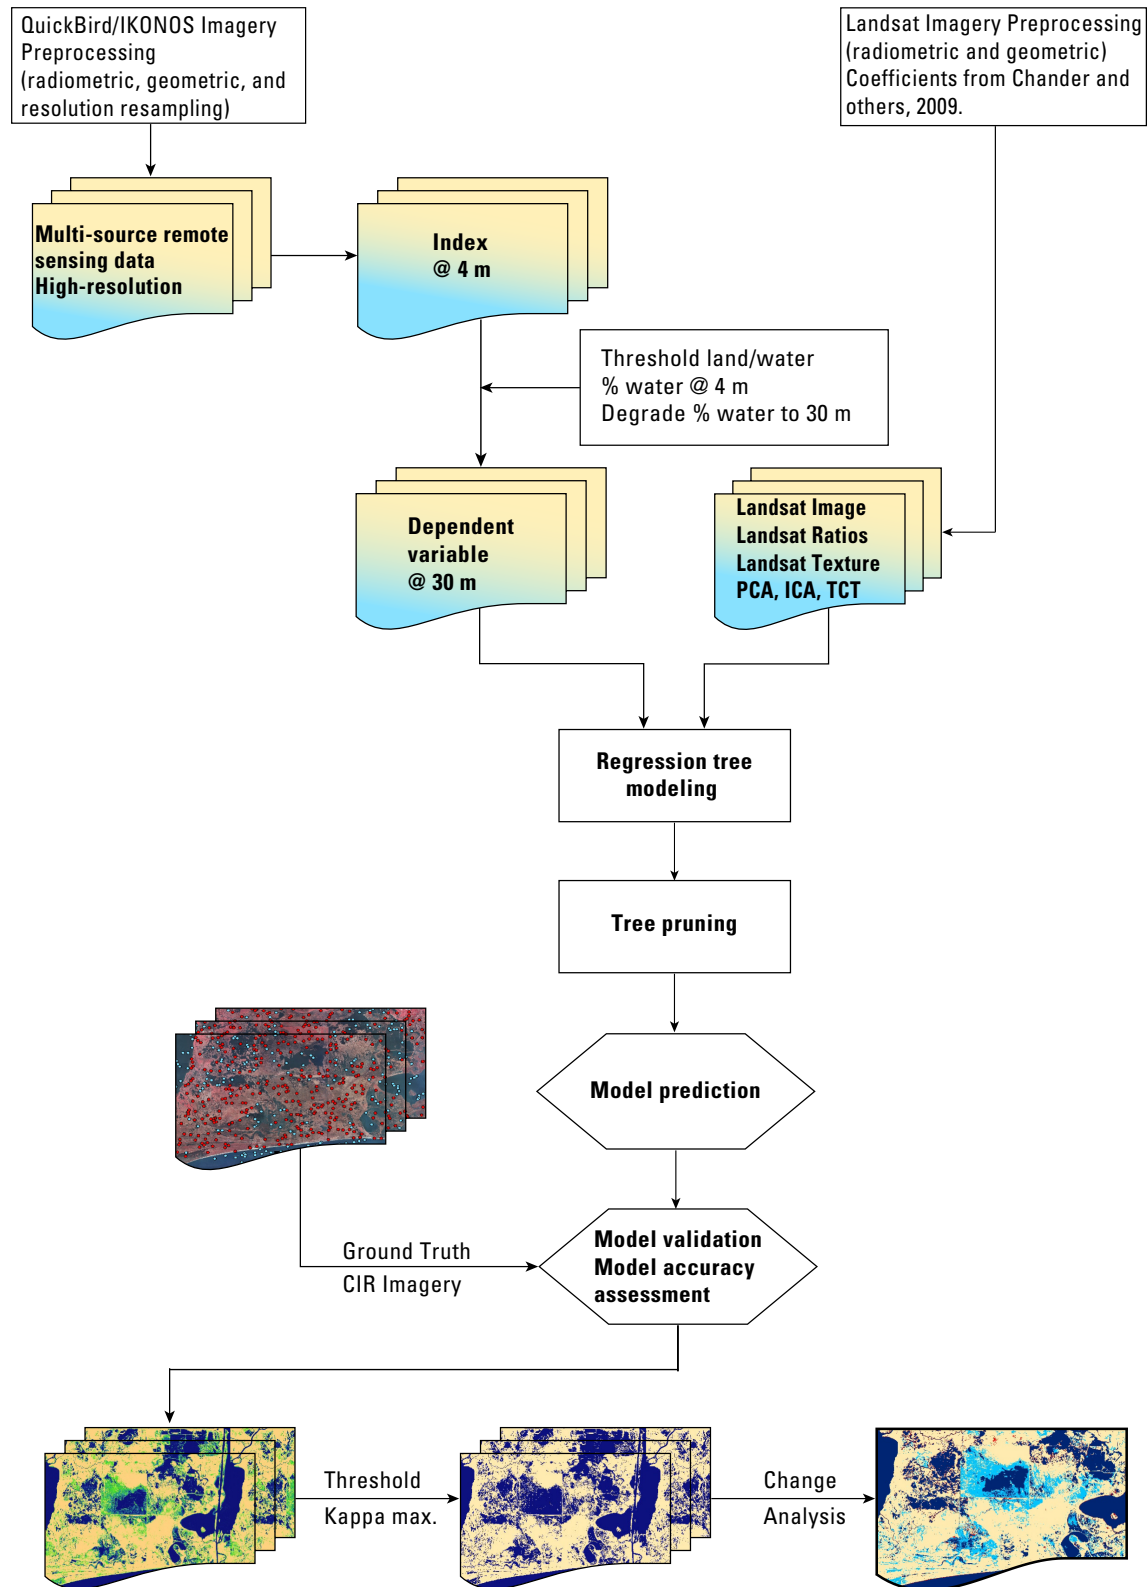 QuickBird/IKONOS Imagery
Preprocessing
(radiometric, geometric, and
resolution resampling)
Landsat Imagery Preprocessing
(radiometric and geometric)
Coefficients from Chander and
others, 2009.
Multi-source remote
sensing data
High-resolution
Index
@ 4 m
Threshold land/water
% water @ 4 m
Degrade % water to 30 m
Dependent
variable
@ 30 m
Landsat Image
Landsat Ratios
Landsat Texture
PCA, ICA, TCT
Regression tree
modeling
Tree pruning
Model prediction
Ground Truth
CIR Imagery
Model validation
Model accuracy
assessment
Threshold
Kappa max.
Change
Analysis